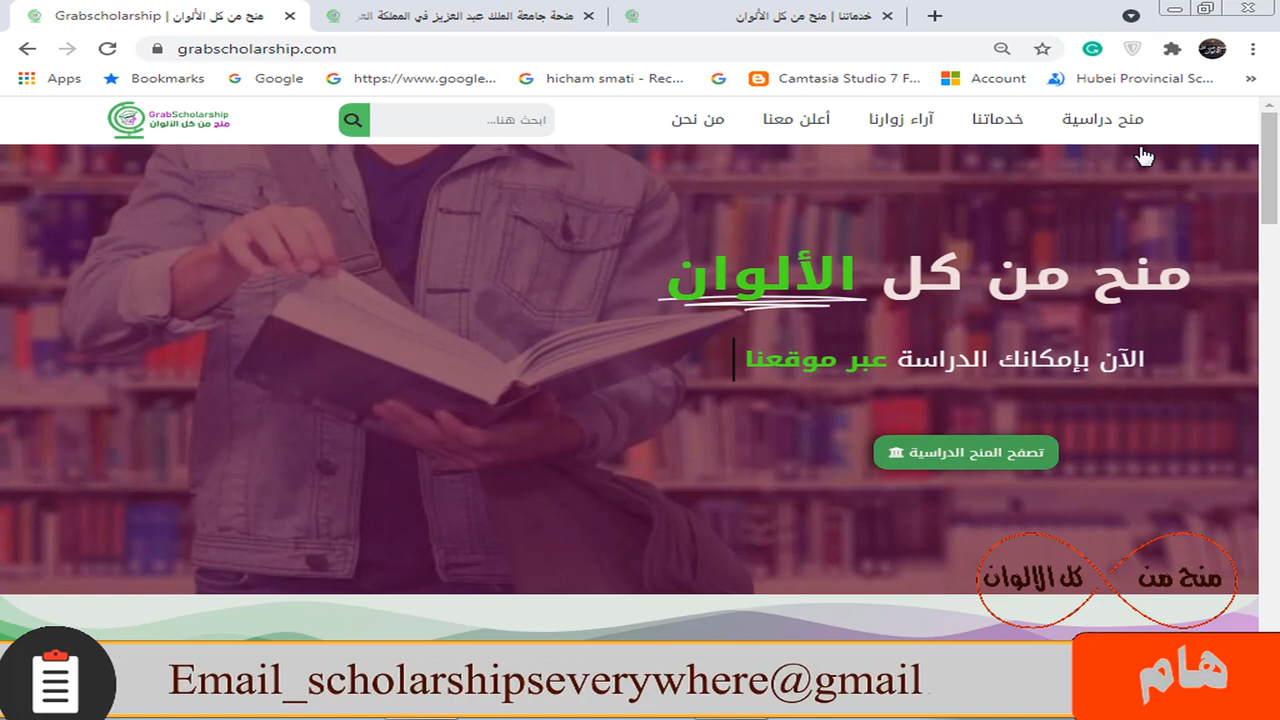 Grabscholarship | منح من كل الألوان
منحة جامعة الملك عبد العزيز في المملكة
خدماتنا | منح من كل الألوان
grabscholarship.com
Apps
Bookmarks
Google
https://www.google...
hicham smati - Rec...
Camtasia Studio 7 F...
Account
Hubei Provincial Sc...
GrabScholarship
منح من كل الألوان
ابحث هنا...
منح دراسية
خدماتنا
آراء زوارنا
أعلن معنا
من نحن
منح من كل الألوان
الآن بإمكانك الدراسة عبر موقعنا
تصفح المنح الدراسية
منح من كل الالوان
Email_scholarshipseverywhere@gmail
هام